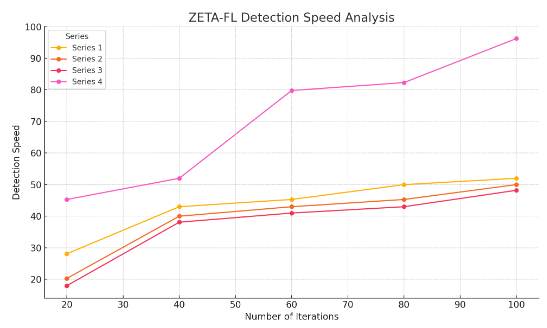 ZETA-FL Detection Speed Analysis
Series
Series 1
Series 2
Series 3
Series 4
Detection Speed
100
90
80
70
60
50
40
30
20
20 30 40 50 60 70 80 90 100
Number of Iterations